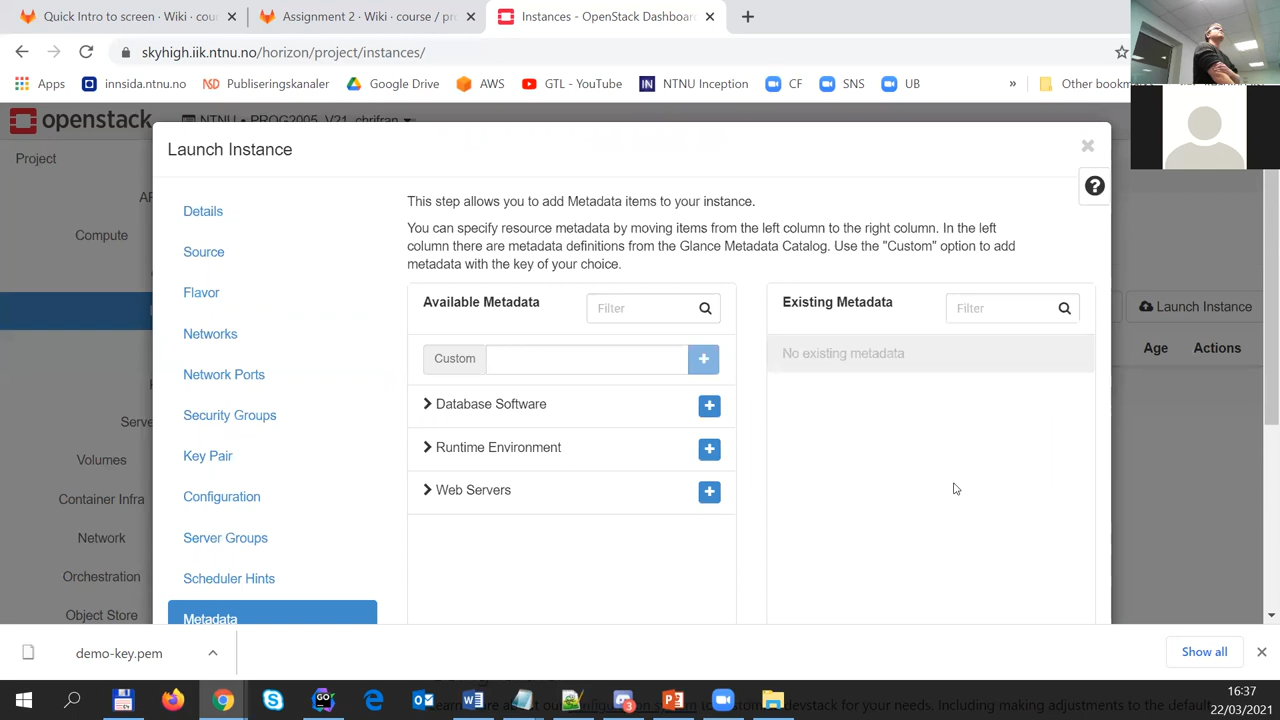 Quick Intro to screen · Wiki · cou
Assignment 2 · Wiki · course / pro
Instances - OpenStack Dashboar
skyhigh.iik.ntnu.no/horizon/project/instances/
Apps
innsida.ntnu.no
Publiseringskanaler
Google Drive
AWS
GTL - YouTube
NTNU Inception
CF
SNS
UB
»
Other bookm
openstack
NTNU • PROG2005_V21_chrifran
Project
AP
Compute
Serve
Volumes
Container Infra
Network
Orchestration
Object Store
Launch Instance
Details
Source
Flavor
Networks
Network Ports
Security Groups
Key Pair
Configuration
Server Groups
Scheduler Hints
Metadata
This step allows you to add Metadata items to your instance.
You can specify resource metadata by moving items from the left column to the right column. In the left
column there are metadata definitions from the Glance Metadata Catalog. Use the "Custom" option to add
metadata with the key of your choice.
Available Metadata
Filter
Custom
Database Software
Runtime Environment
Web Servers
Existing Metadata
Filter
No existing metadata
Launch Instance
Age
Actions
demo-key.pem
Show all
16:37
22/03/2021